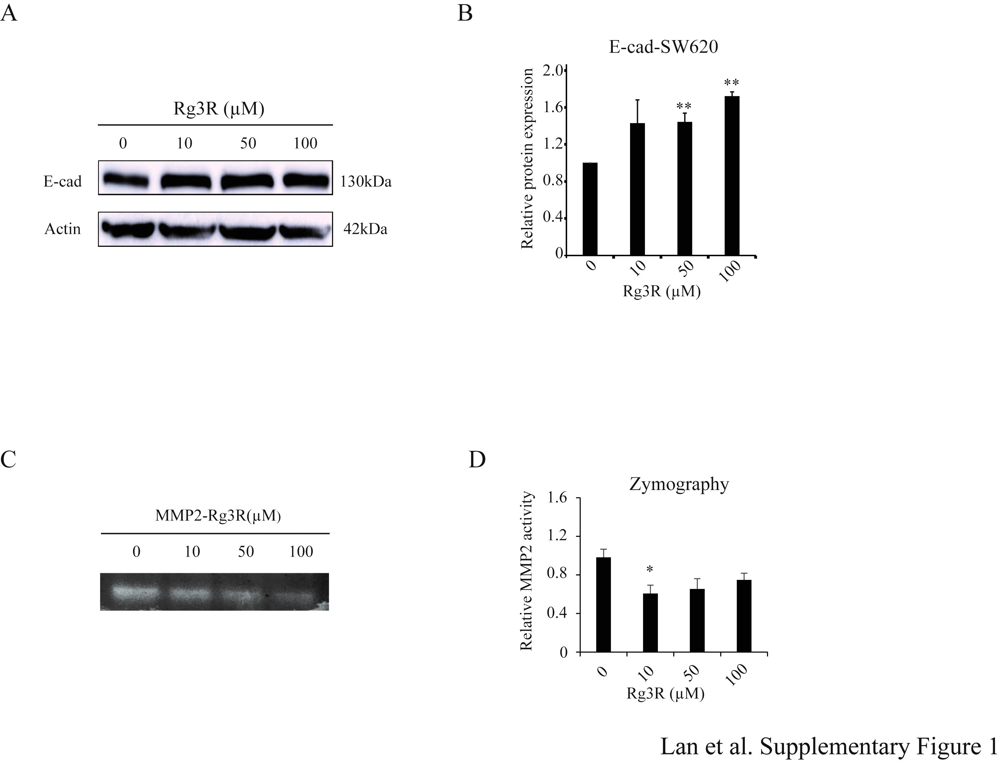 A
Rg3R (µM)
0 10 50 100
E-cad 130kDa
Actin 42kDa
B
E-cad-SW620
Relative protein expression
2.0
1.6
1.2
0.8
0.4
0
** **
0 10 50 100
Rg3R (µM)
C
MMP2-Rg3R(µM)
0 10 50 100
D
Zymography
Relative MMP2 activity
1.6
1.2
0.8
0.4
0
*
0 10 50 100
Rg3R (µM)
Lan et al. Supplementary Figure 1